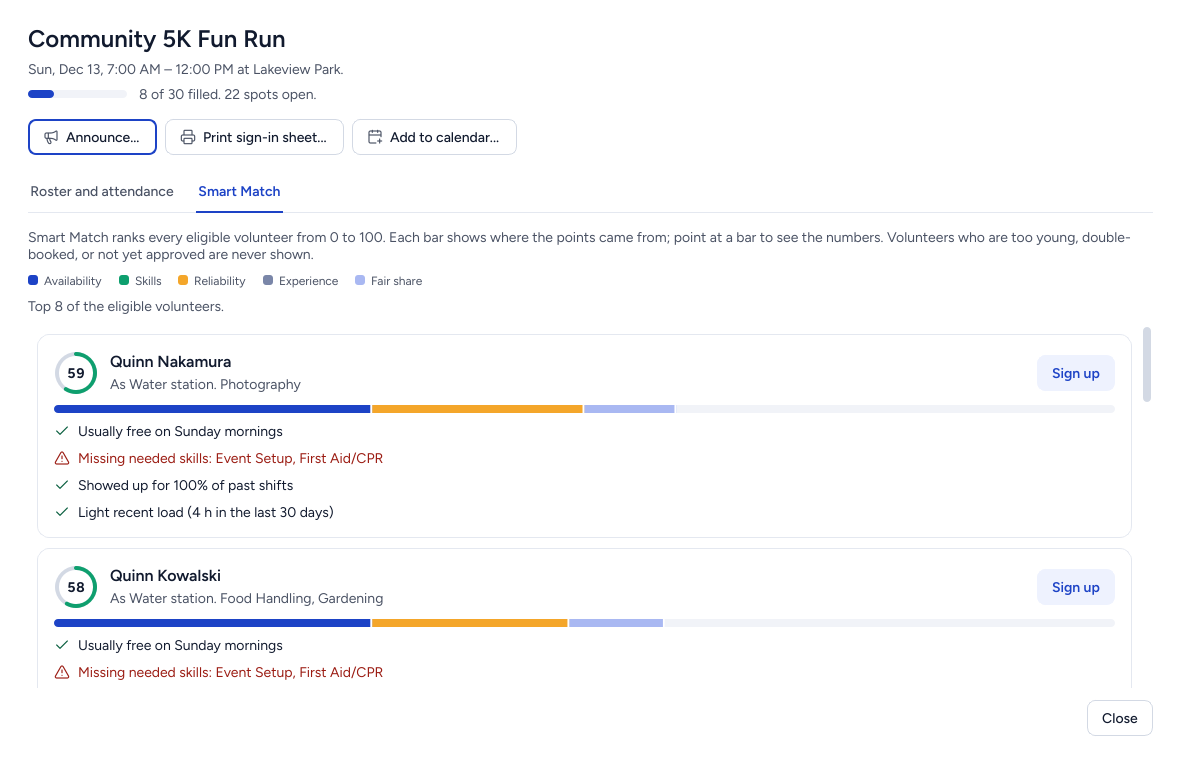 Community 5K Fun Run
Sun, Dec 13, 7:00 AM – 12:00 PM at Lakeview Park.
8 of 30 filled. 22 spots open.
Announce...
Print sign-in sheet...
Add to calendar...
Roster and attendance
Smart Match
Smart Match ranks every eligible volunteer from 0 to 100. Each bar shows where the points came from; point at a bar to see the numbers. Volunteers who are too young, double-
booked, or not yet approved are never shown.
Availability
Skills
Reliability
Experience
Fair share
Top 8 of the eligible volunteers.
59
Quinn Nakamura
As Water station. Photography
Sign up
Usually free on Sunday mornings
Missing needed skills: Event Setup, First Aid/CPR
Showed up for 100% of past shifts
Light recent load (4 h in the last 30 days)
58
Quinn Kowalski
As Water station. Food Handling, Gardening
Sign up
Usually free on Sunday mornings
Missing needed skills: Event Setup, First Aid/CPR
Close